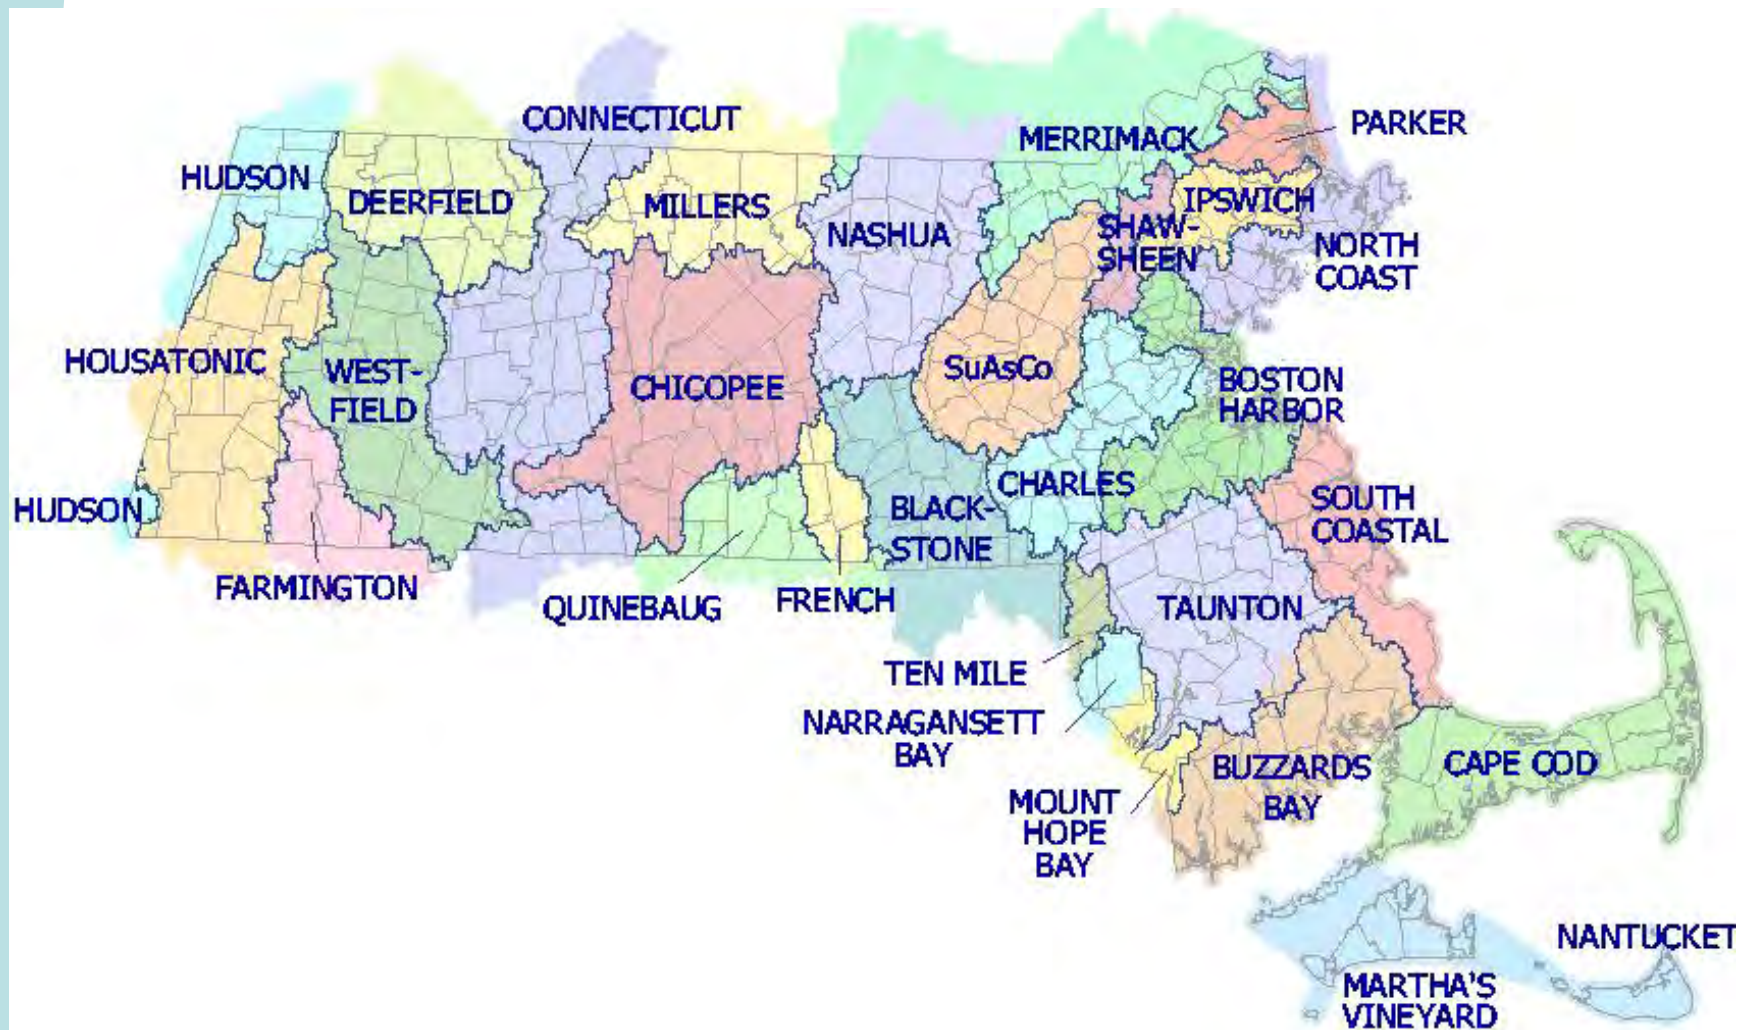 CONNECTICUT
PARKER
MERRIMACK
HUDSON
DEERFIELD
MILLERS
IPSWICH
NASHUA
SHAW-
SHEEN
NORTH
COAST
HOUSATONIC
WEST-
FIELD
CHICOPEE
SuAsCo
BOSTON
HARBOR
HUDSON
CHARLES
BLACK-
STONE
SOUTH
COASTAL
FARMINGTON
QUINEBAUG
FRENCH
TAUNTON
TEN MILE
NARRAGANSETT
BAY
MOUNT
HOPE
BAY
BUZZARDS
BAY
CAPE COD
NANTUCKET
MARTHA'S
VINEYARD